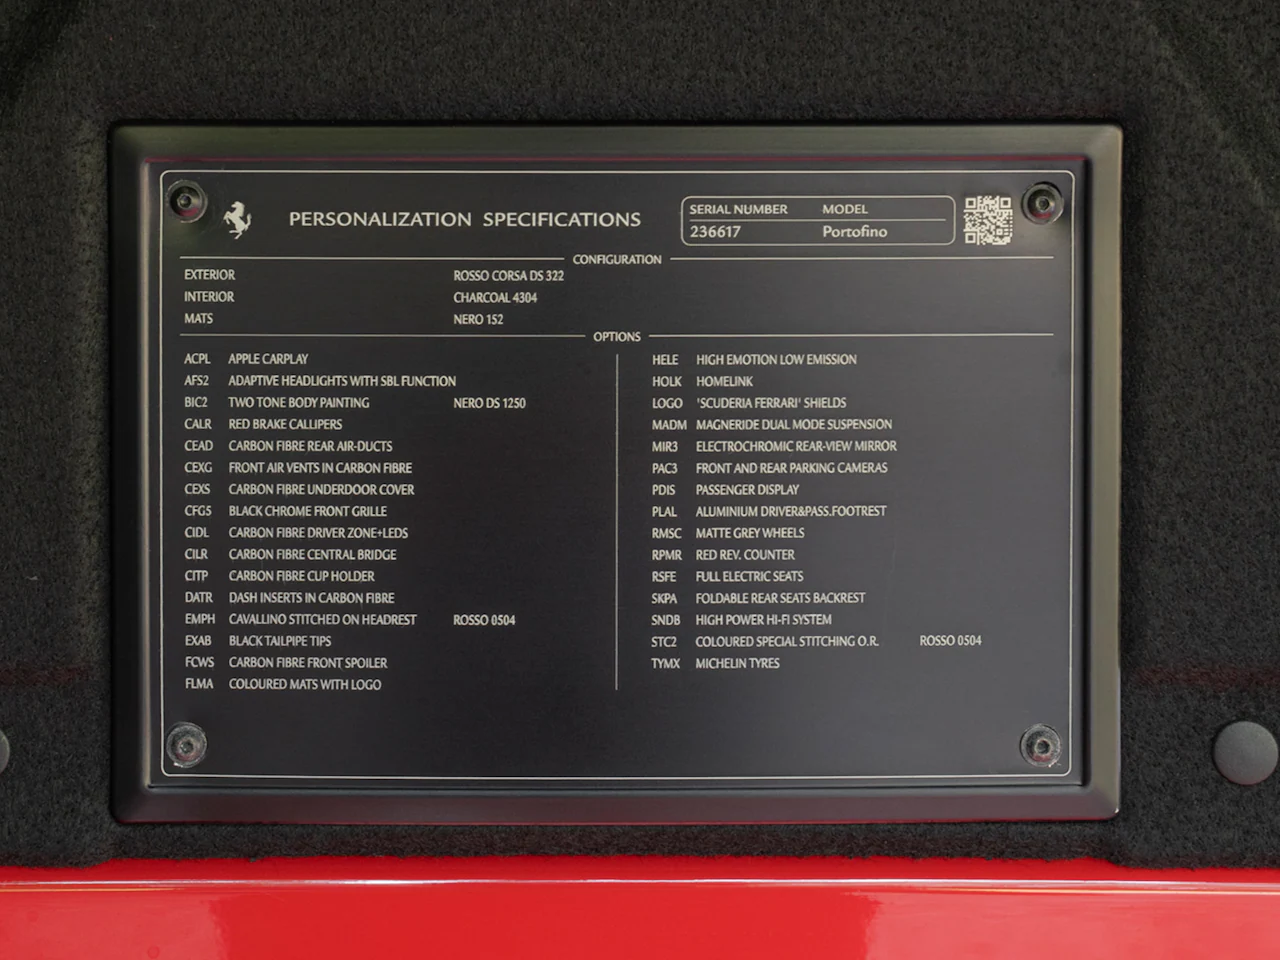 PERSONALIZATION SPECIFICATIONS
SERIAL NUMBER MODEL
236617 Portofino
CONFIGURATION
EXTERIOR ROSSO CORSA DS 322
INTERIOR CHARCOAL 4304
MATS NERO 152
OPTIONS
ACPL APPLE CARPLAY
AFS2 ADAPTIVE HEADLIGHTS WITH SBL FUNCTION
BIC2 TWO TONE BODY PAINTING NERO DS 1250
CALR RED BRAKE CALLIPERS
CEAD CARBON FIBRE REAR AIR-DUCTS
CEXG FRONT AIR VENTS IN CARBON FIBRE
CEXS CARBON FIBRE UNDERDOOR COVER
CFG5 BLACK CHROME FRONT GRILLE
CIDL CARBON FIBRE DRIVER ZONE+LEDS
CILR CARBON FIBRE CENTRAL BRIDGE
CITP CARBON FIBRE CUP HOLDER
DATR DASH INSERTS IN CARBON FIBRE
EMPH CAVALLINO STITCHED ON HEADREST ROSSO 0504
EXAB BLACK TAILPIPE TIPS
FCWS CARBON FIBRE FRONT SPOILER
FLMA COLOURED MATS WITH LOGO
HELE HIGH EMOTION LOW EMISSION
HOLK HOMELINK
LOGO 'SCUDERIA FERRARI' SHIELDS
MADM MAGNERIDE DUAL MODE SUSPENSION
MIR3 ELECTROCHROMIC REAR-VIEW MIRROR
PAC3 FRONT AND REAR PARKING CAMERAS
PDIS PASSENGER DISPLAY
PLAL ALUMINIUM DRIVER&PASS.FOOTREST
RMSC MATTE GREY WHEELS
RPMR RED REV. COUNTER
RSFE FULL ELECTRIC SEATS
SKPA FOLDABLE REAR SEATS BACKREST
SNDB HIGH POWER HI-FI SYSTEM
STC2 COLOURED SPECIAL STITCHING O.R. ROSSO 0504
TYMX MICHELIN TYRES